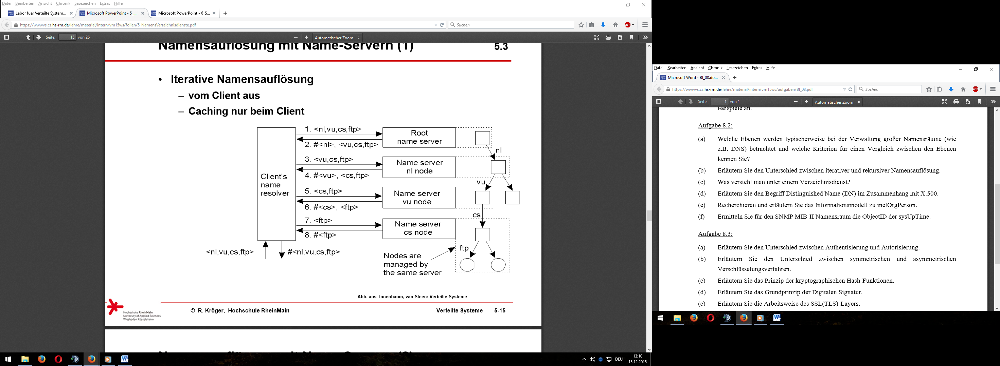 Datei Bearbeiten Ansicht Chronik Lesezeichen Extras Hilfe
Labor fuer Verteilte System...
Microsoft PowerPoint - 5_...
Microsoft PowerPoint - 6_S...
https://wwwvs.cs.hs-rm.de/lehre/material/intern/vm15ws/folien/5_NamensVerzeichnisdienste.pdf
Suchen
ABP
Seite: 15 von 26
Automatischer Zoom
Namensauflösung mit Name-Servern (1) 5.3
• Iterative Namensauflösung
– vom Client aus
– Caching nur beim Client
Client's
name
resolver
1. <nl,vu,cs,ftp>
2. #<nl>, <vu,cs,ftp>
3. <vu,cs,ftp>
4. #<vu>, <cs,ftp>
5. <cs,ftp>
6. #<cs>, <ftp>
7. <ftp>
8. #<ftp>
<nl,vu,cs,ftp>
#<nl,vu,cs,ftp>
Root
name server
Name server
nl node
Name server
vu node
Name server
cs node
nl
vu
cs
ftp
Nodes are
managed by
the same server
Abb. aus Tanenbaum, van Steen: Verteilte Systeme
Hochschule RheinMain
University of Applied Sciences
Wiesbaden Rüsselsheim
© R. Kröger, Hochschule RheinMain
Verteilte Systeme 5-15
DEU
13:10
15.12.2015
Datei Bearbeiten Ansicht Chronik Lesezeichen Extras Hilfe
Microsoft Word - Bl_08.do...
https://wwwvs.cs.hs-rm.de/lehre/material/intern/vm15ws/aufgaben/Bl_08.pdf
Suchen
ABP
Seite: 1 von 1
Automatischer Zoom
Beispiele an.
Aufgabe 8.2:
(a) Welche Ebenen werden typischerweise bei der Verwaltung großer Namensräume (wie
z.B. DNS) betrachtet und welche Kriterien für einen Vergleich zwischen den Ebenen
kennen Sie?
(b) Erläutern Sie den Unterschied zwischen iterativer und rekursiver Namensauflösung.
(c) Was versteht man unter einem Verzeichnisdienst?
(d) Erläutern Sie den Begriff Distinguished Name (DN) im Zusammenhang mit X.500.
(e) Recherchieren und erläutern Sie das Informationsmodell zu inetOrgPerson.
(f) Ermitteln Sie für den SNMP MIB-II Namensraum die ObjectID der sysUpTime.
Aufgabe 8.3:
(a) Erläutern Sie den Unterschied zwischen Authentisierung und Autorisierung.
(b) Erläutern Sie den Unterschied zwischen symmetrischen und asymmetrischen
Verschlüsselungsverfahren.
(c) Erläutern Sie das Prinzip der kryptographischen Hash-Funktionen.
(d) Erläutern Sie das Grundprinzip der Digitalen Signatur.
(e) Erläutern Sie die Arbeitsweise des SSL(TLS)-Layers.